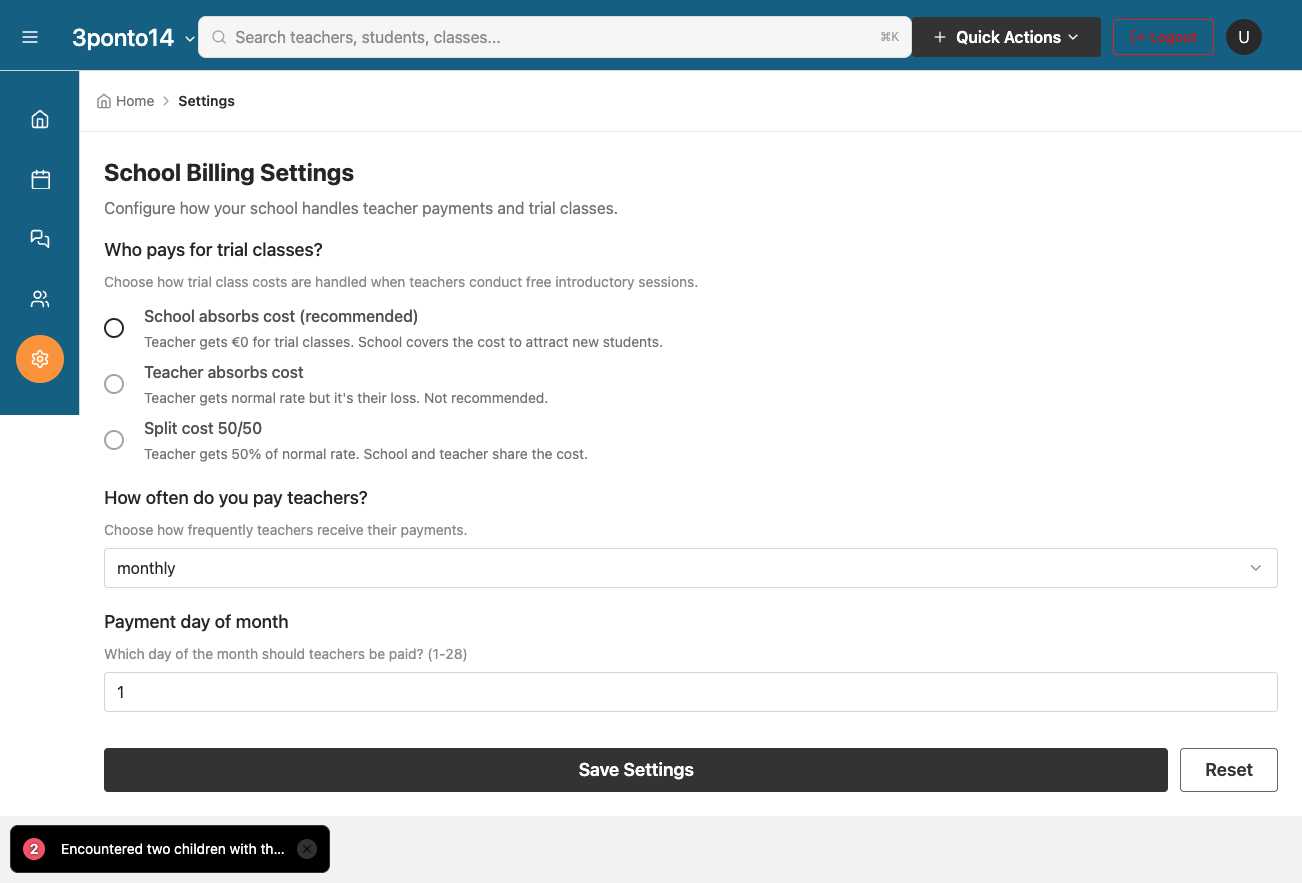 3ponto14
Search teachers, students, classes...
⌘K
Quick Actions
Logout
U
Home
Settings
School Billing Settings
Configure how your school handles teacher payments and trial classes.
Who pays for trial classes?
Choose how trial class costs are handled when teachers conduct free introductory sessions.
School absorbs cost (recommended)
Teacher gets €0 for trial classes. School covers the cost to attract new students.
Teacher absorbs cost
Teacher gets normal rate but it's their loss. Not recommended.
Split cost 50/50
Teacher gets 50% of normal rate. School and teacher share the cost.
How often do you pay teachers?
Choose how frequently teachers receive their payments.
monthly
Payment day of month
Which day of the month should teachers be paid? (1-28)
1
Save Settings
Reset
2 Encountered two children with th...